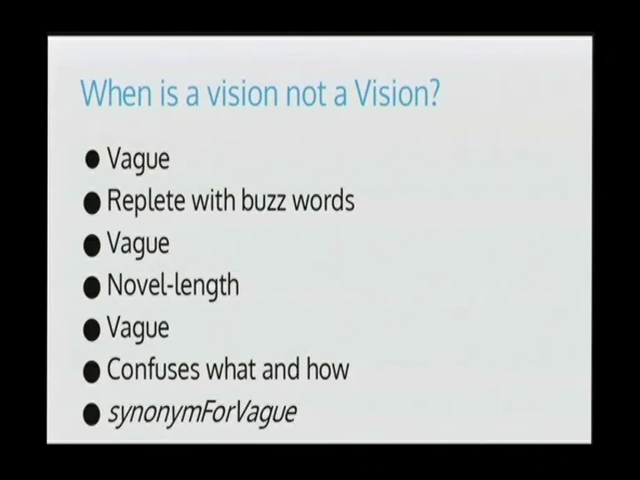 When is a vision not a Vision?
● Vague
● Replete with buzz words
● Vague
● Novel-length
● Vague
● Confuses what and how
● synonymForVague